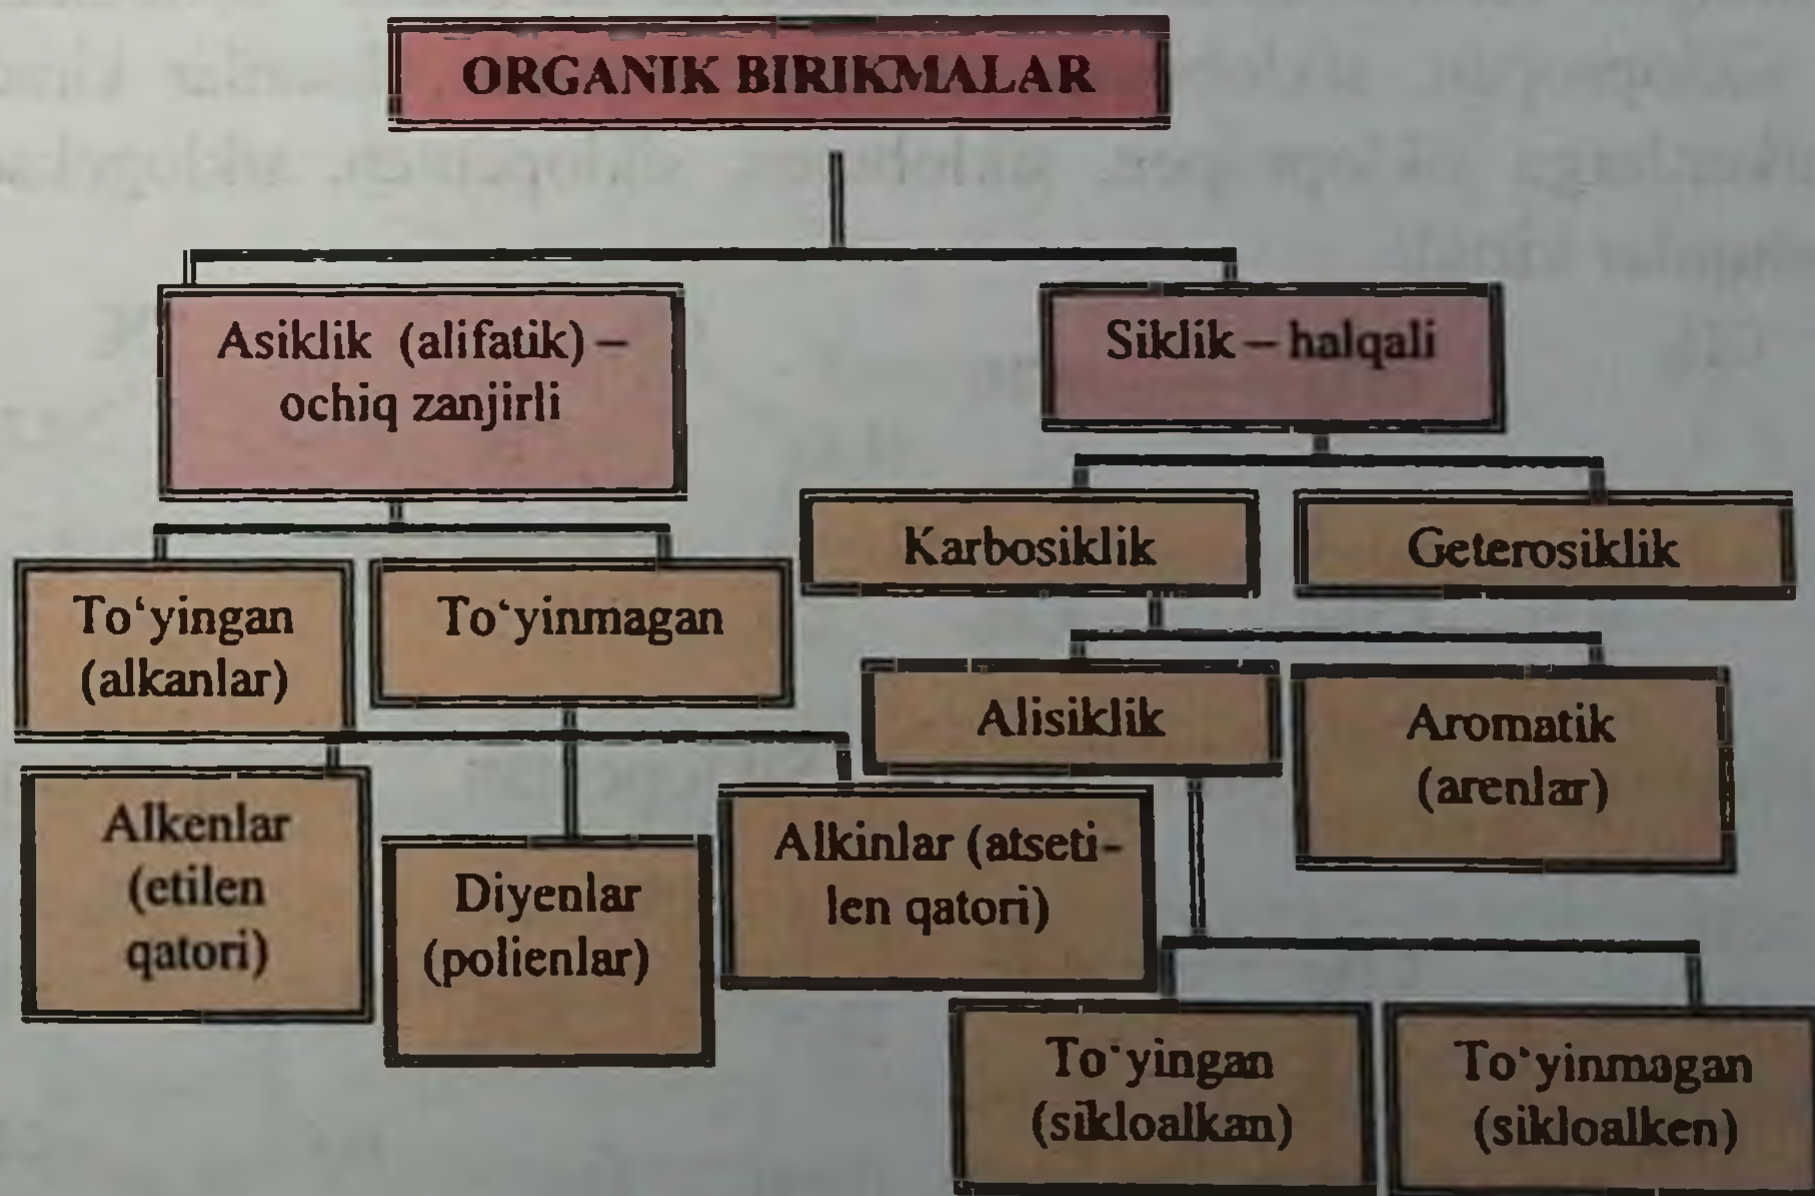 ORGANIK BIRIKMALAR
Asiklik (alifatik) –
ochiq zanjirli
Siklik – halqali
To‘yingan
(alkanlar)
To‘yinmagan
Karbosiklik
Geterosiklik
Alkenlar
(etilen
qatori)
Diyenlar
(polienlar)
Alkinlar (atseti-
len qatori)
Alisiklik
Aromatik
(arenlar)
To‘yingan
(sikloalkan)
To‘yinmagan
(sikloalken)